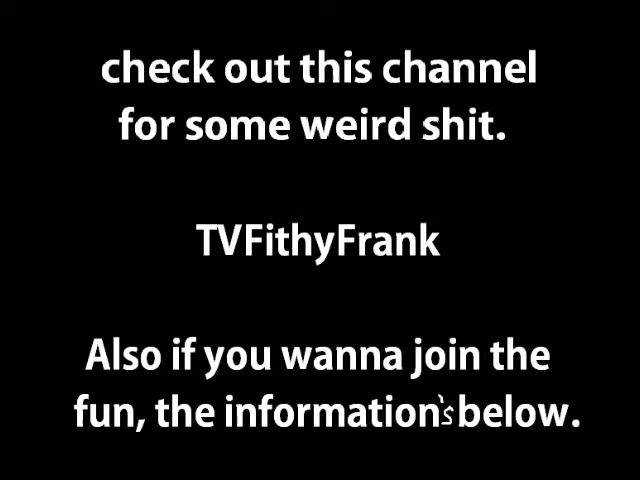 check out this channel
for some weird shit.
TVFithyFrank
Also if you wanna join the
fun, the information's below.